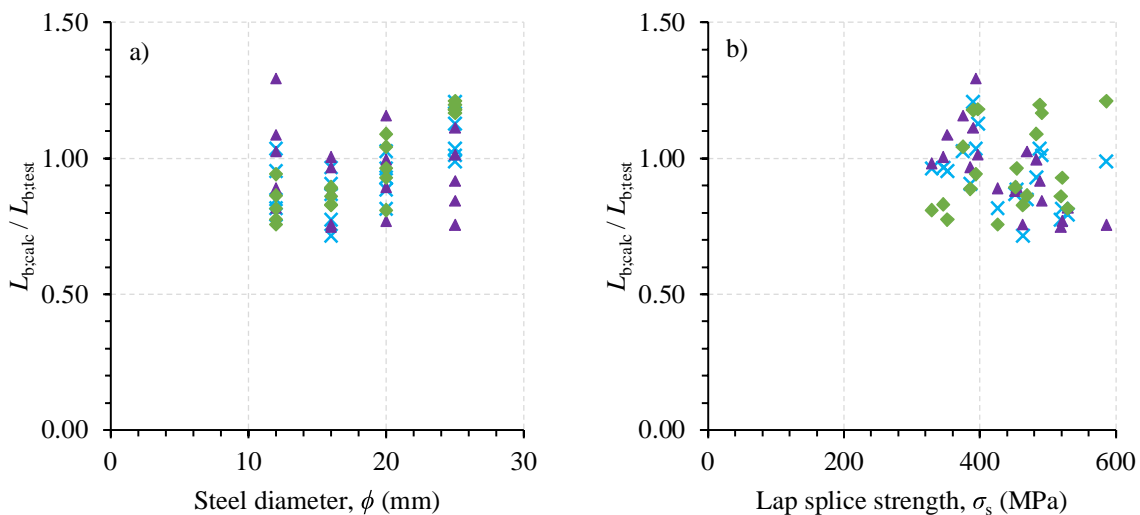 a)
1.50
1.00
0.50
0.00
L_b;calc / L_b;test
0 10 20 30
Steel diameter, ϕ (mm)
b)
1.50
1.00
0.50
0.00
L_b;calc / L_b;test
0 200 400 600
Lap splice strength, σ_s (MPa)